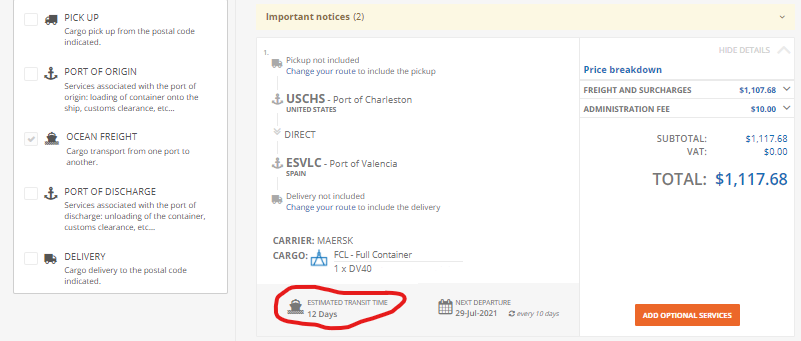 PICK UP
Cargo pick up from the postal code
indicated.
PORT OF ORIGIN
Services associated with the port of
origin: loading of container onto the
ship, customs clearance, etc...
OCEAN FREIGHT
Cargo transport from one port to
another.
PORT OF DISCHARGE
Services associated with the port of
discharge: unloading of the container,
customs clearance, etc...
DELIVERY
Cargo delivery to the postal code
indicated.
Important notices (2)
1.
Pickup not included
Change your route to include the pickup
USCHS - Port of Charleston
UNITED STATES
DIRECT
ESVLC - Port of Valencia
SPAIN
Delivery not included
Change your route to include the delivery
CARRIER: MAERSK
CARGO: FCL - Full Container
1 x DV40
ESTIMATED TRANSIT TIME
12 Days
NEXT DEPARTURE
29-Jul-2021 every 10 days
HIDE DETAILS
Price breakdown
FREIGHT AND SURCHARGES $1,107.68
ADMINISTRATION FEE $10.00
SUBTOTAL: $1,117.68
VAT: $0.00
TOTAL: $1,117.68
ADD OPTIONAL SERVICES